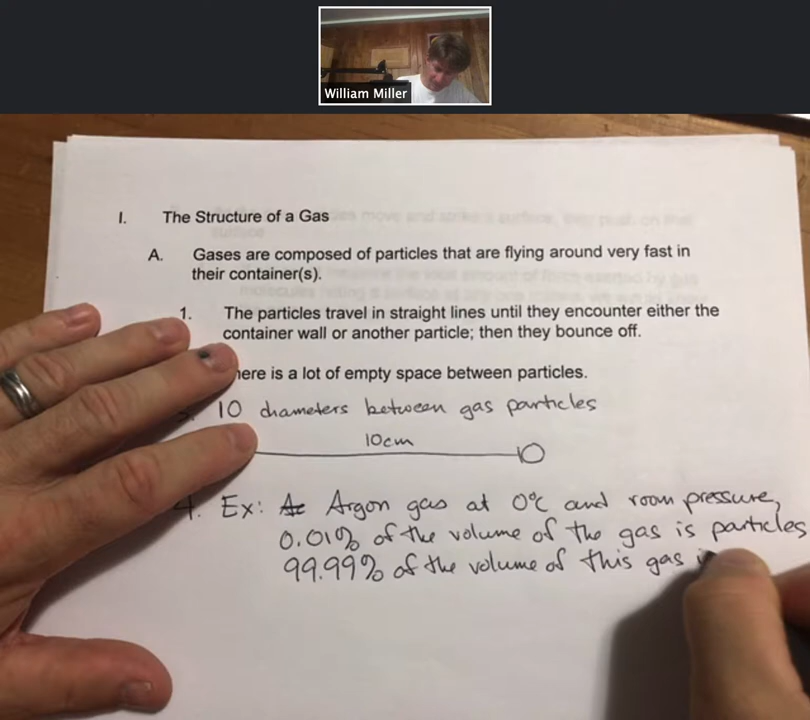 William Miller
I. The Structure of a Gas
A. Gases are composed of particles that are flying around very fast in
their container(s).
1. The particles travel in straight lines until they encounter either the
container wall or another particle; then they bounce off.
here is a lot of empty space between particles.
10 diameters between gas particles
10cm
4. Ex: Argon gas at 0°C and room pressure,
0.01% of the volume of the gas is particles
99.99% of the volume of this gas i